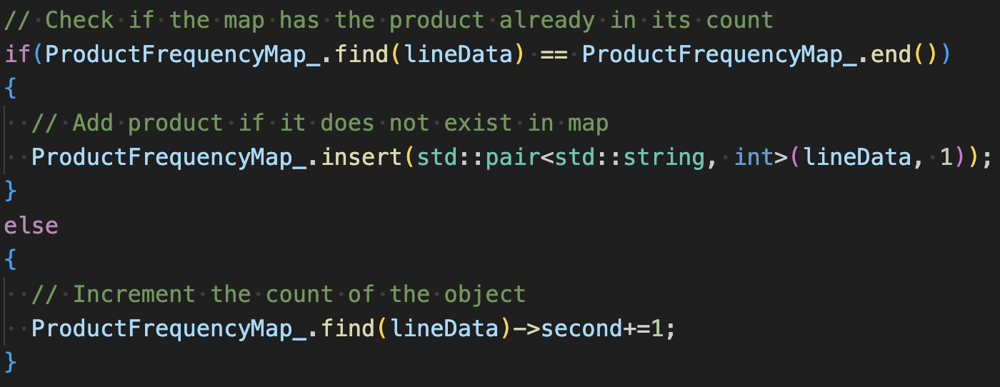 // Check if the map has the product already in its count
if(ProductFrequencyMap_.find(lineData) == ProductFrequencyMap_.end())
{
  // Add product if it does not exist in map
  ProductFrequencyMap_.insert(std::pair<std::string, int>(lineData, 1));
}
else
{
  // Increment the count of the object
  ProductFrequencyMap_.find(lineData)->second+=1;
}